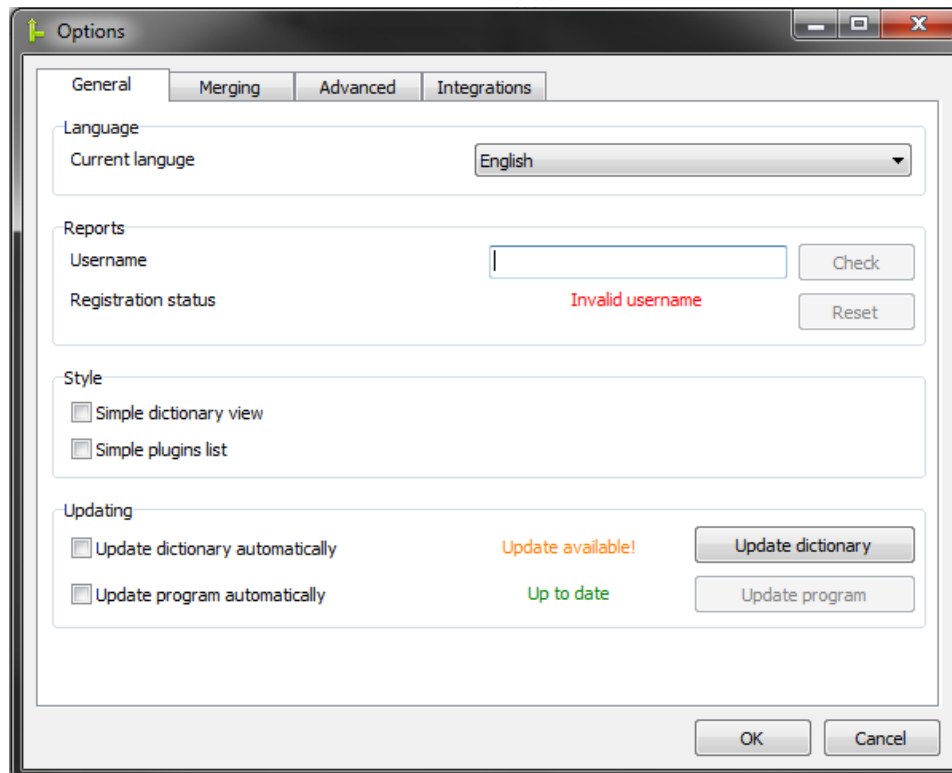 Options
General Merging Advanced Integrations
Language
Current languge English
Reports
Username Check
Registration status Invalid username Reset
Style
Simple dictionary view
Simple plugins list
Updating
Update dictionary automatically Update available! Update dictionary
Update program automatically Up to date Update program
OK Cancel